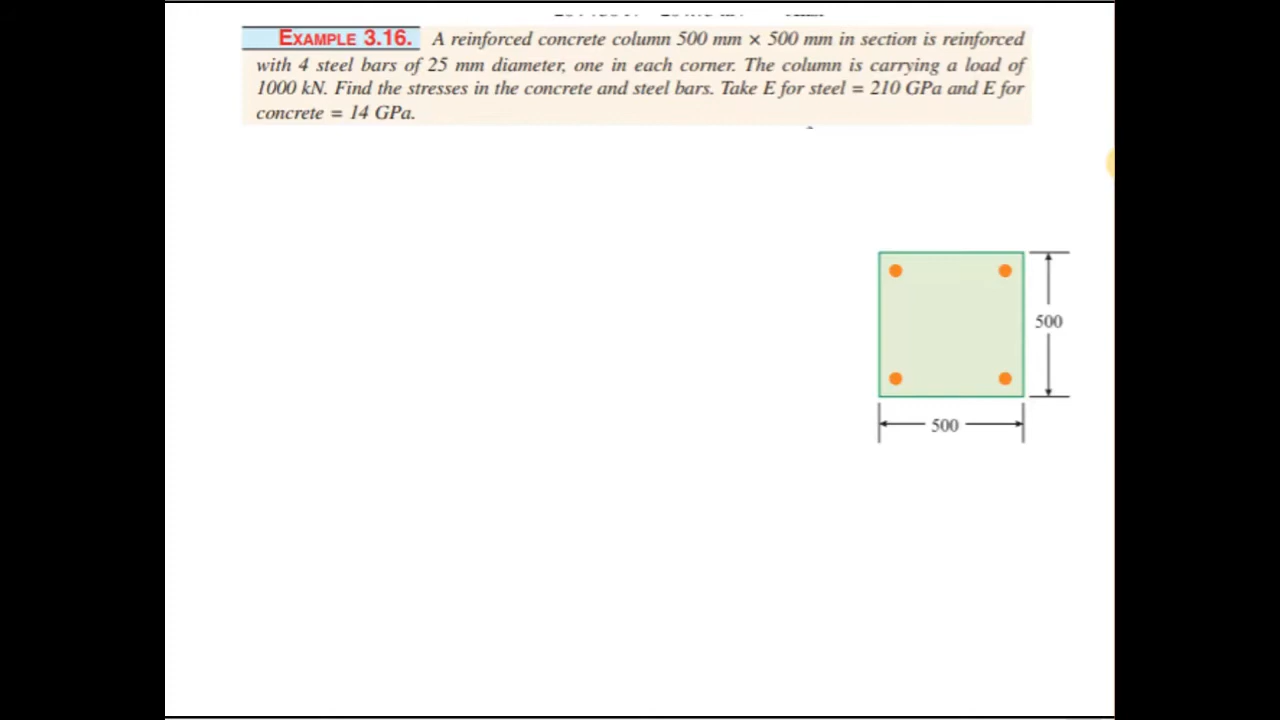 EXAMPLE 3.16. A reinforced concrete column 500 mm × 500 mm in section is reinforced
with 4 steel bars of 25 mm diameter, one in each corner. The column is carrying a load of
1000 kN. Find the stresses in the concrete and steel bars. Take E for steel = 210 GPa and E for
concrete = 14 GPa.
500
500